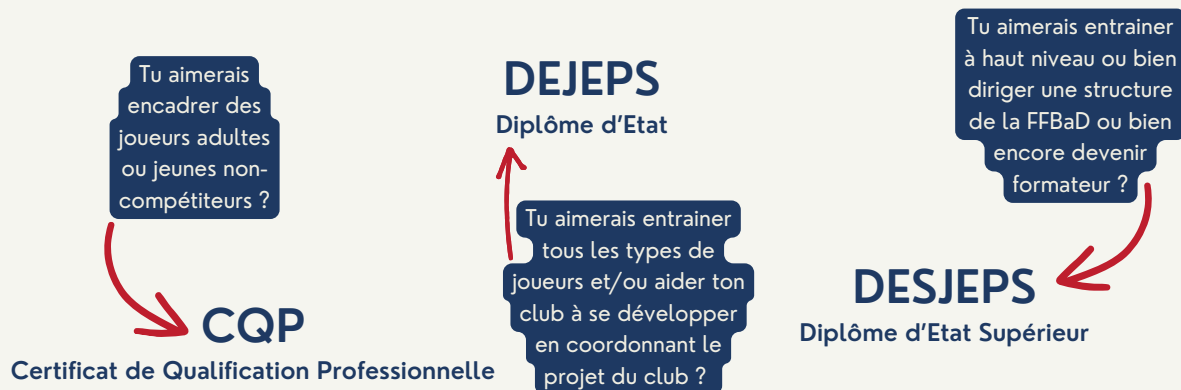 Tu aimerais
encadrer des
joueurs adultes
ou jeunes non-
compétiteurs ?
CQP
Certificat de Qualification Professionnelle
DEJEPS
Diplôme d'Etat
Tu aimerais entrainer
tous les types de
joueurs et/ou aider ton
club à se développer
en coordonnant le
projet du club ?
Tu aimerais entrainer
à haut niveau ou bien
diriger une structure
de la FFBaD ou bien
encore devenir
formateur ?
DESJEPS
Diplôme d'Etat Supérieur